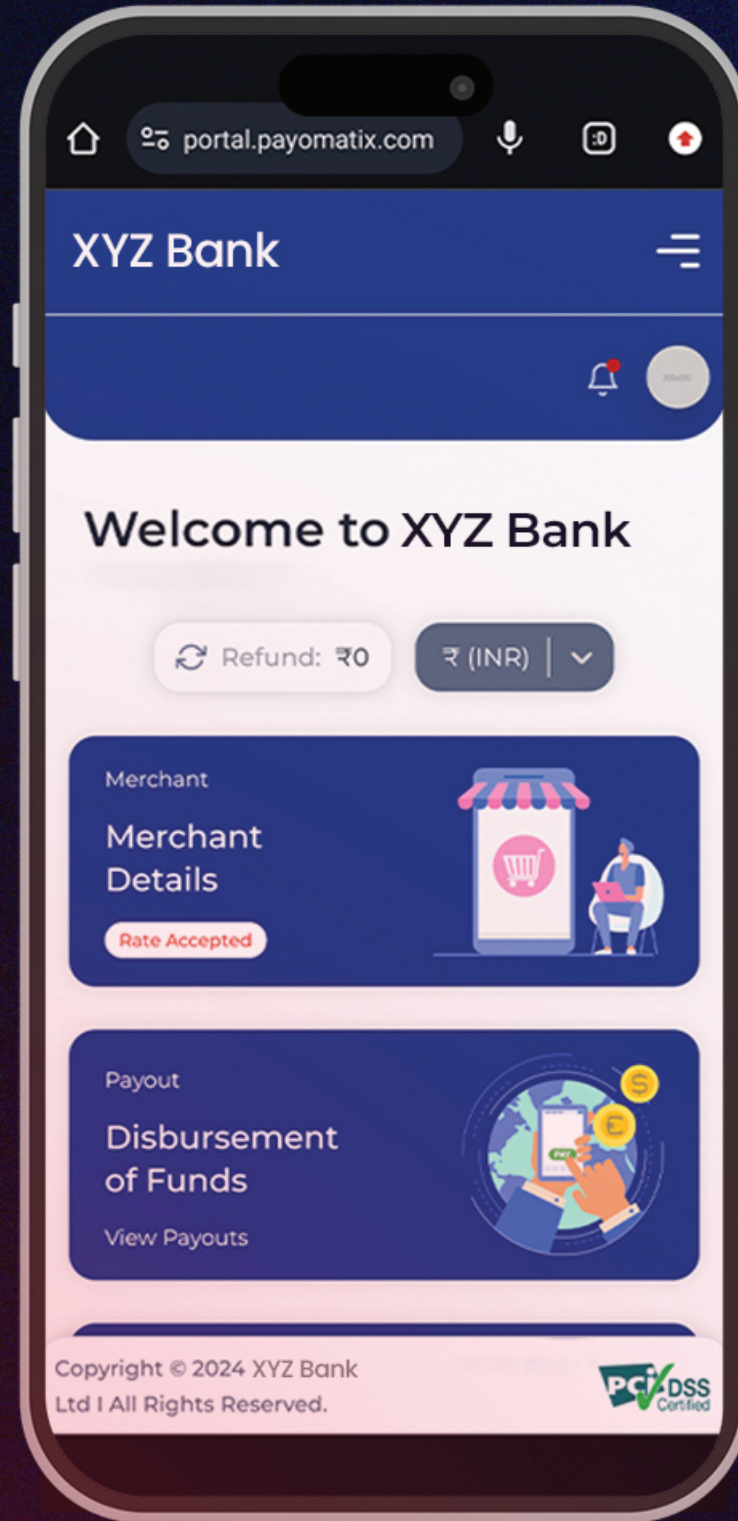 portal.payomatix.com
:D
XYZ Bank
Welcome to XYZ Bank
Refund: ₹0
₹ (INR)
Merchant
Merchant
Details
Rate Accepted
Payout
Disbursement
of Funds
View Payouts
PAY
Copyright © 2024 XYZ Bank
Ltd I All Rights Reserved.
PCi DSS
Certified